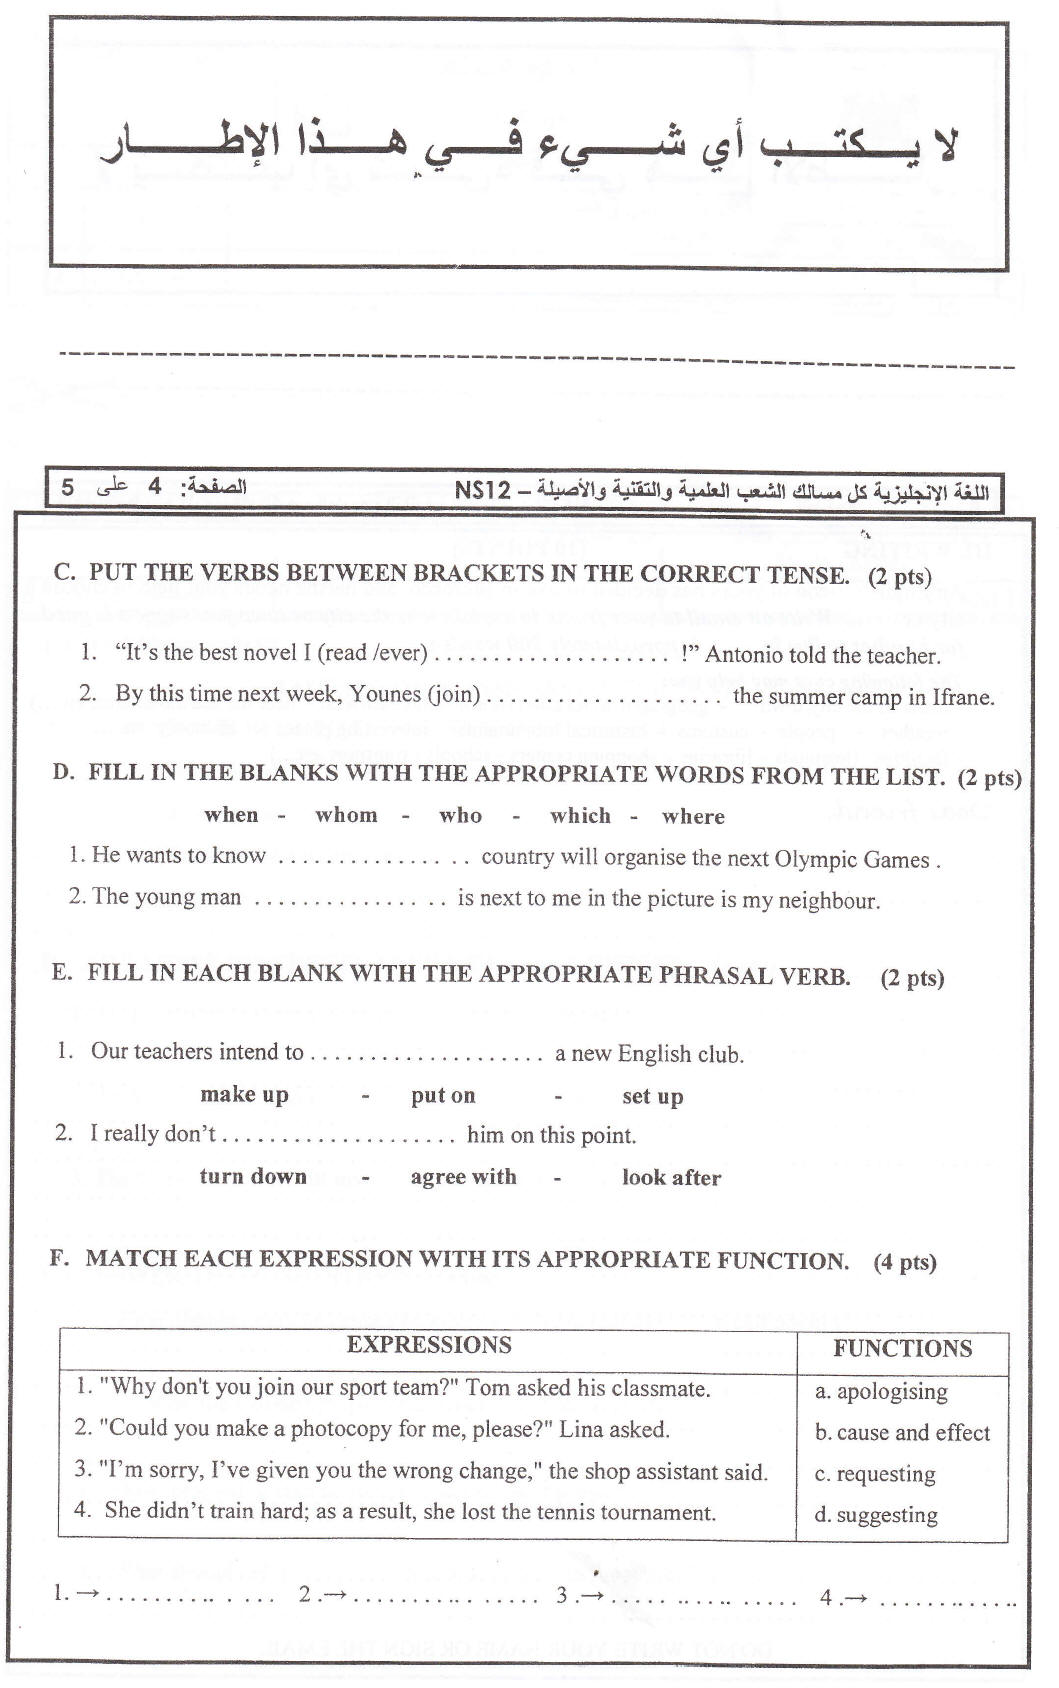 لا يكتب أي شيء في هذا الإطار
اللغة الإنجليزية كل مسالك الشعب العلمية والتقنية والأصيلة – NS12 الصفحة: 4 على 5
C. PUT THE VERBS BETWEEN BRACKETS IN THE CORRECT TENSE. (2 pts)
1. “It’s the best novel I (read /ever) . . . . . . . . . . . . . . . . . . . . !” Antonio told the teacher.
2. By this time next week, Younes (join) . . . . . . . . . . . . . . . . . . . . . the summer camp in Ifrane.
D. FILL IN THE BLANKS WITH THE APPROPRIATE WORDS FROM THE LIST. (2 pts)
when - whom - who - which - where
1. He wants to know . . . . . . . . . . . . . . . . country will organise the next Olympic Games .
2. The young man . . . . . . . . . . . . . . . . is next to me in the picture is my neighbour.
E. FILL IN EACH BLANK WITH THE APPROPRIATE PHRASAL VERB. (2 pts)
1. Our teachers intend to . . . . . . . . . . . . . . . . . . . . a new English club.
make up - put on - set up
2. I really don’t . . . . . . . . . . . . . . . . . . . . him on this point.
turn down - agree with - look after
F. MATCH EACH EXPRESSION WITH ITS APPROPRIATE FUNCTION. (4 pts)
EXPRESSIONS FUNCTIONS
1. "Why don't you join our sport team?" Tom asked his classmate. a. apologising
2. "Could you make a photocopy for me, please?" Lina asked. b. cause and effect
3. "I’m sorry, I’ve given you the wrong change," the shop assistant said. c. requesting
4. She didn’t train hard; as a result, she lost the tennis tournament. d. suggesting
1. → . . . . . . . . . .. . . . . . 2 .→ . . . . . . . . . .. . . . . . . 3 .→ . . . . . .. . . . .. . . . . . . 4 .→ . . . . . . .. . . . ..